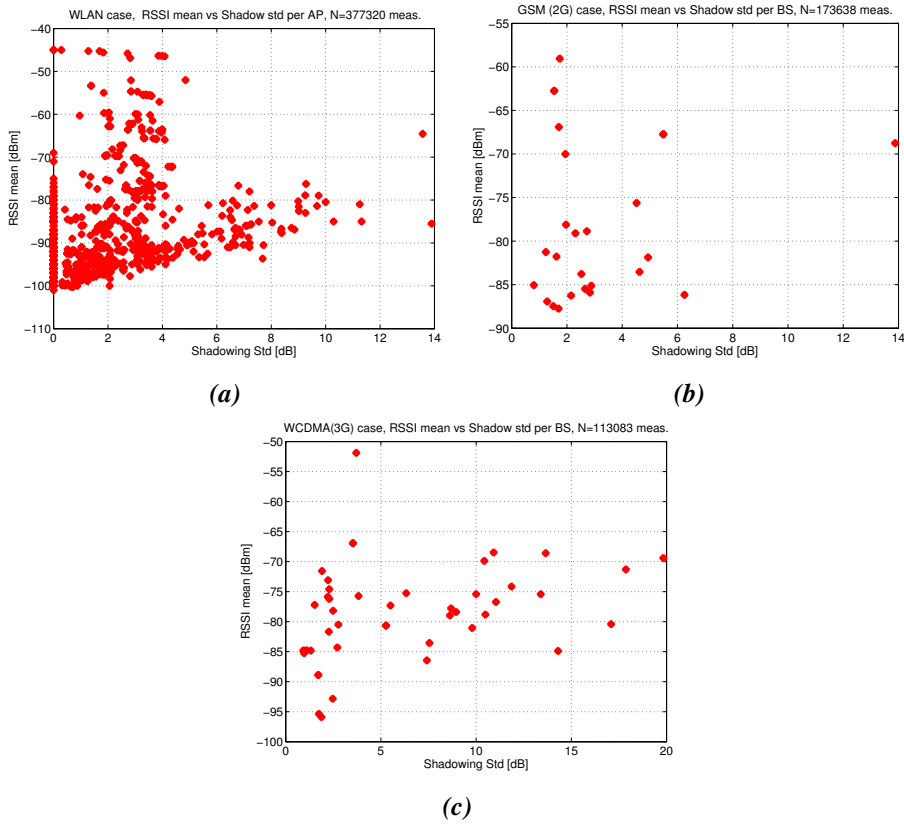 WLAN case, RSSI mean vs Shadow std per AP, N=377320 meas.
−40
−50
−60
−70
−80
−90
−100
−110
RSSI mean [dBm]
0 2 4 6 8 10 12 14
Shadowing Std [dB]
(a)
GSM (2G) case, RSSI mean vs Shadow std per BS, N=173638 meas.
−55
−60
−65
−70
−75
−80
−85
−90
RSSI mean [dBm]
0 2 4 6 8 10 12 14
Shadowing Std [dB]
(b)
WCDMA(3G) case, RSSI mean vs Shadow std per BS, N=113083 meas.
−50
−55
−60
−65
−70
−75
−80
−85
−90
−95
−100
RSSI mean [dBm]
0 5 10 15 20
Shadowing Std [dB]
(c)